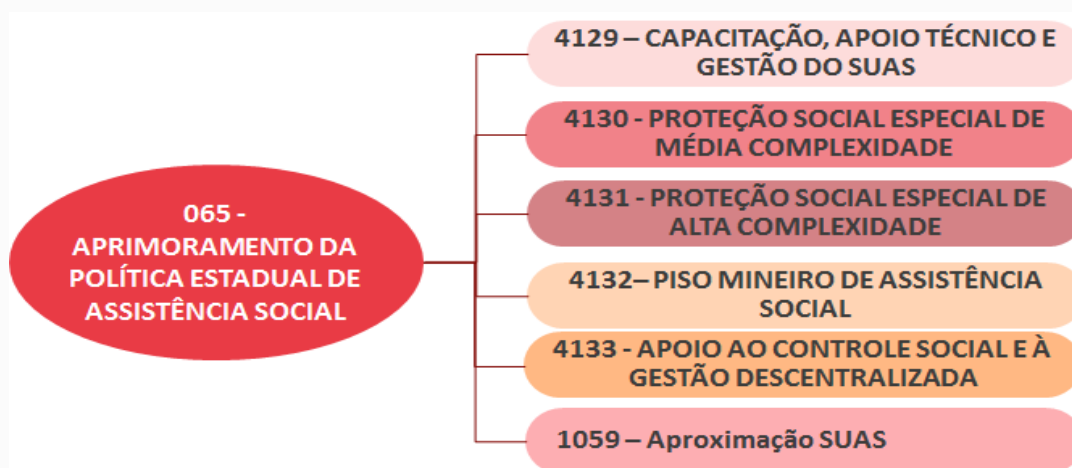 065 -
APRIMORAMENTO DA
POLÍTICA ESTADUAL DE
ASSISTÊNCIA SOCIAL
4129 – CAPACITAÇÃO, APOIO TÉCNICO E
GESTÃO DO SUAS
4130 - PROTEÇÃO SOCIAL ESPECIAL DE
MÉDIA COMPLEXIDADE
4131 - PROTEÇÃO SOCIAL ESPECIAL DE
ALTA COMPLEXIDADE
4132– PISO MINEIRO DE ASSISTÊNCIA
SOCIAL
4133 - APOIO AO CONTROLE SOCIAL E À
GESTÃO DESCENTRALIZADA
1059 – Aproximação SUAS